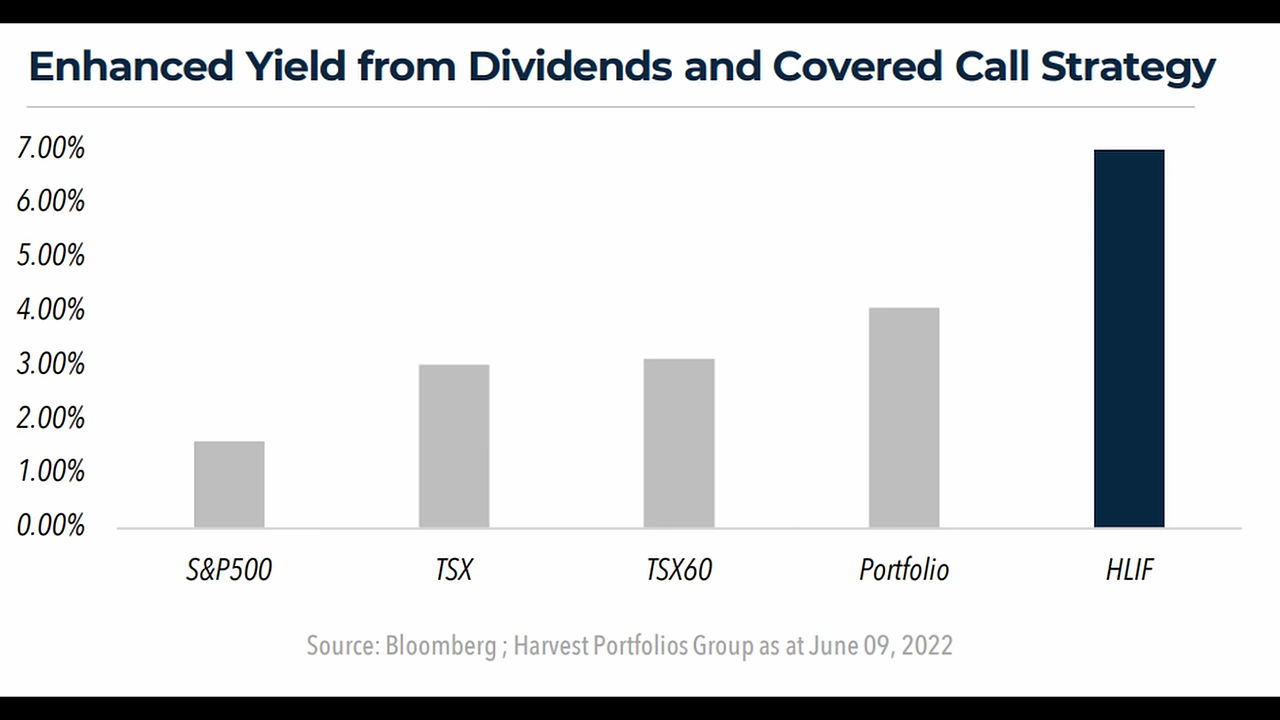 Enhanced Yield from Dividends and Covered Call Strategy
7.00%
6.00%
5.00%
4.00%
3.00%
2.00%
1.00%
0.00%
S&P500 TSX TSX60 Portfolio HLIF
Source: Bloomberg ; Harvest Portfolios Group as at June 09, 2022